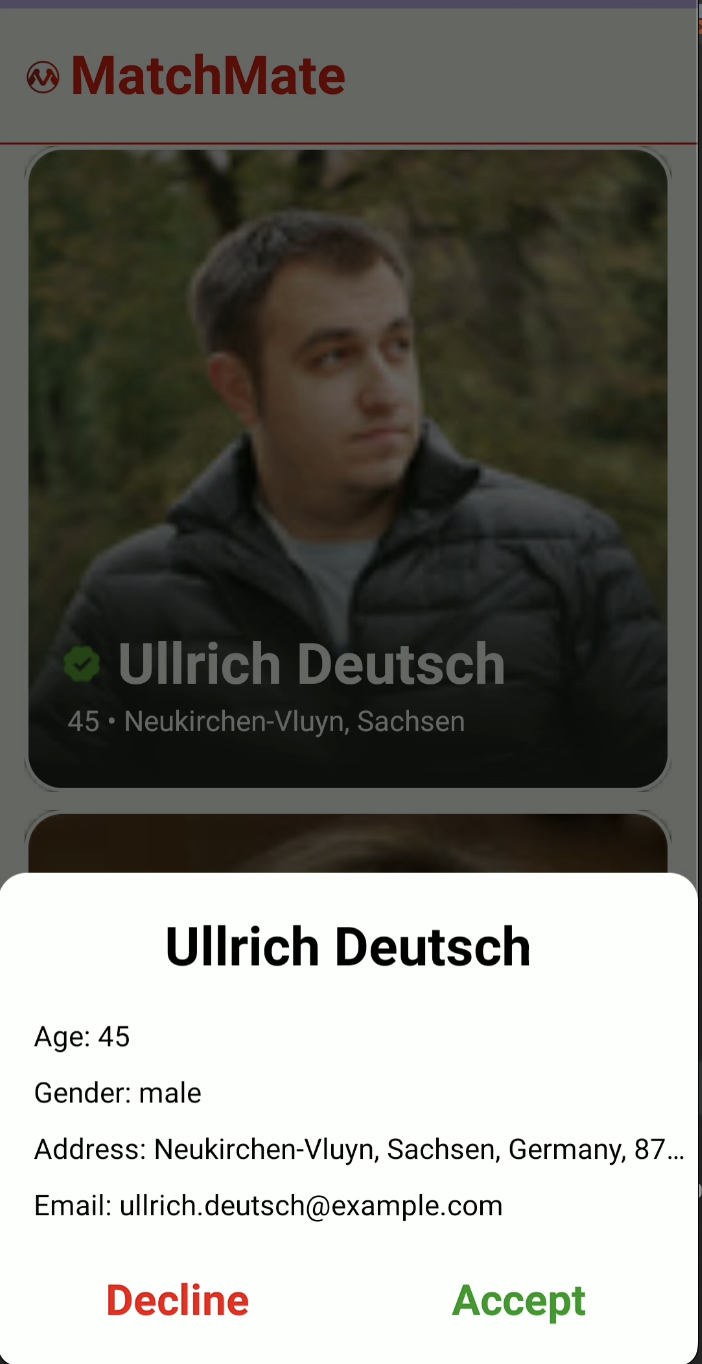 MatchMate
Ullrich Deutsch
45 • Neukirchen-Vluyn, Sachsen
Ullrich Deutsch
Age: 45
Gender: male
Address: Neukirchen-Vluyn, Sachsen, Germany, 87...
Email: ullrich.deutsch@example.com
Decline
Accept